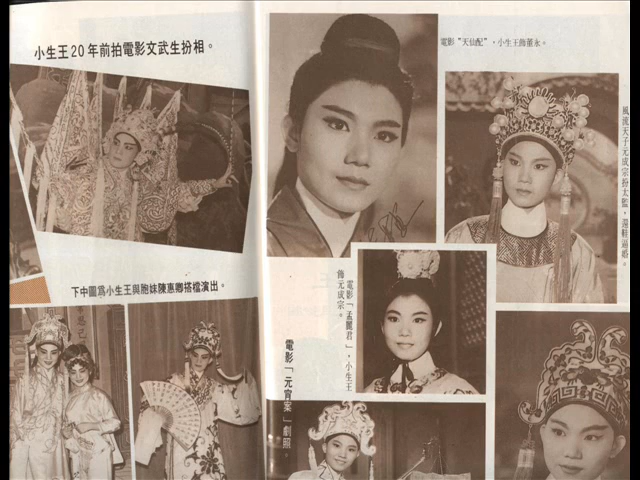 小生王20年前拍電影文武生扮相。
下中圖爲小生王與胞妹陳惠卿搭檔演出。
電影"天仙配",小生王飾董永。
風流天子元成宗扮太監,還鞋逼婚。
電影「孟麗君」,小生王
飾元成宗。
電影「元宵案」劇照。